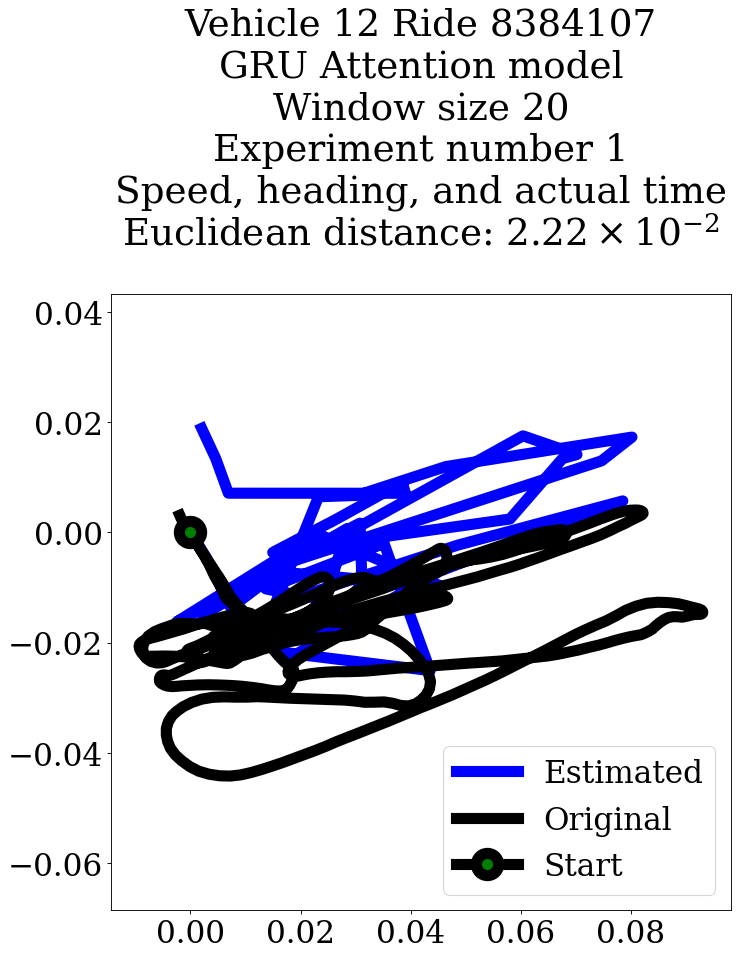 Vehicle 12 Ride 8384107
GRU Attention model
Window size 20
Experiment number 1
Speed, heading, and actual time
Euclidean distance: 2.22 × 10⁻²
0.04
0.02
0.00
−0.02
−0.04
−0.06
Estimated
Original
Start
0.00 0.02 0.04 0.06 0.08